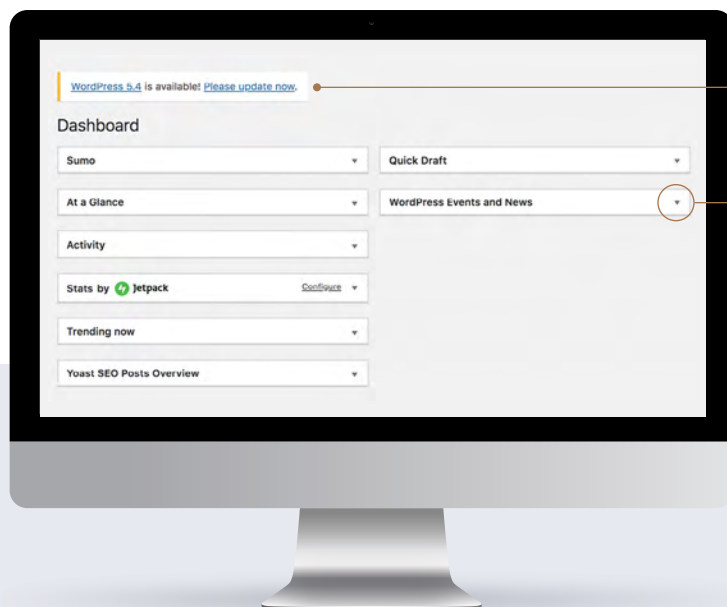 WordPress 5.4 is available! Please update now.
Dashboard
Sumo
Quick Draft
At a Glance
WordPress Events and News
Activity
Stats by Jetpack Configure
Trending now
Yoast SEO Posts Overview